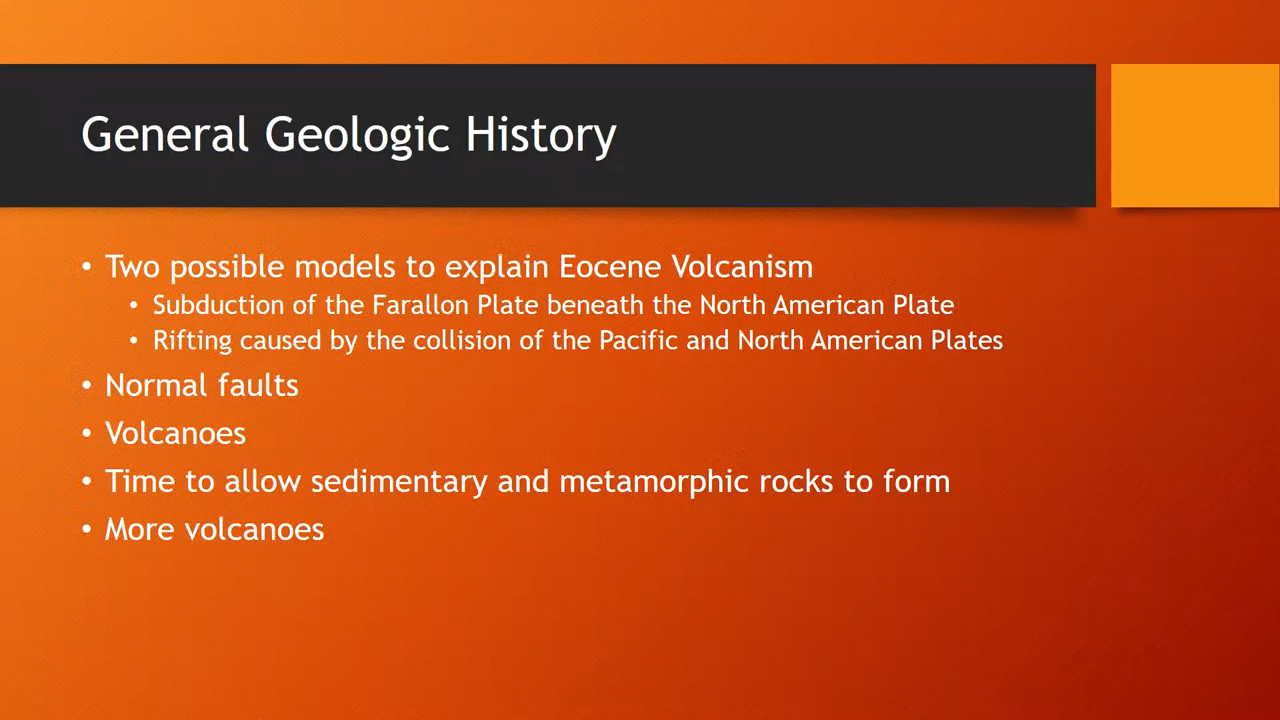 General Geologic History
• Two possible models to explain Eocene Volcanism
• Subduction of the Farallon Plate beneath the North American Plate
• Rifting caused by the collision of the Pacific and North American Plates
• Normal faults
• Volcanoes
• Time to allow sedimentary and metamorphic rocks to form
• More volcanoes